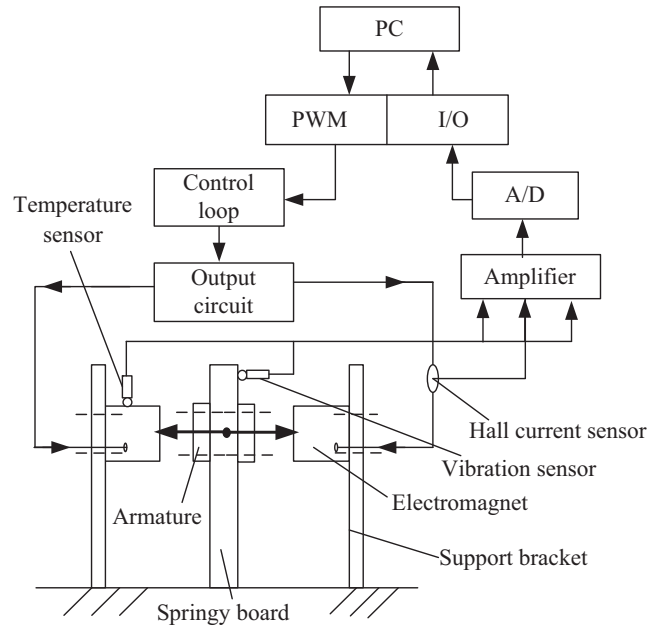 PC
PWM
I/O
Control
loop
A/D
Temperature
sensor
Output
circuit
Amplifier
Hall current sensor
Vibration sensor
Electromagnet
Armature
Support bracket
Springy board